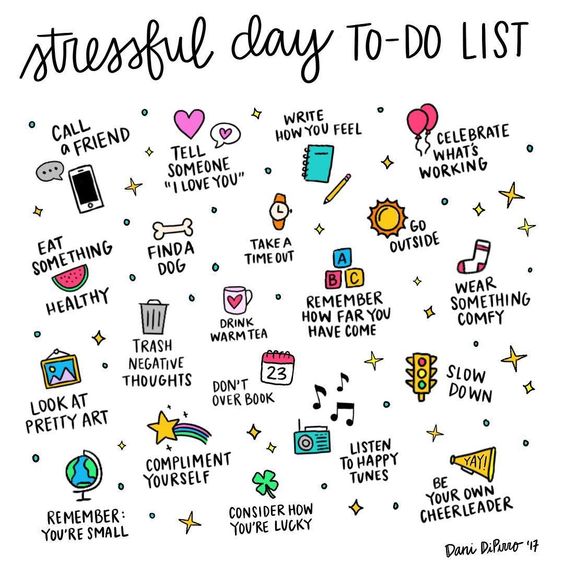 stressful day TO-DO LIST
CALL
a FRIEND
TELL
SOMEONE
"I LOVE YOU"
WRITE
HOW YOU FEEL
CELEBRATE
WHAT'S
WORKING
EAT
SOMETHING
HEALTHY
FIND A
DOG
TAKE A
TIME OUT
GO
OUTSIDE
A
B C
REMEMBER
HOW FAR YOU
HAVE COME
WEAR
SOMETHING
COMFY
TRASH
NEGATIVE
THOUGHTS
DRINK
WARM TEA
LOOK AT
PRETTY ART
DON'T
OVER BOOK
23
SLOW
DOWN
COMPLIMENT
YOURSELF
LISTEN
TO HAPPY
TUNES
YAY!
BE
YOUR OWN
CHEERLEADER
REMEMBER:
YOU'RE SMALL
CONSIDER HOW
YOU'RE LUCKY
Dani DiPirro '17